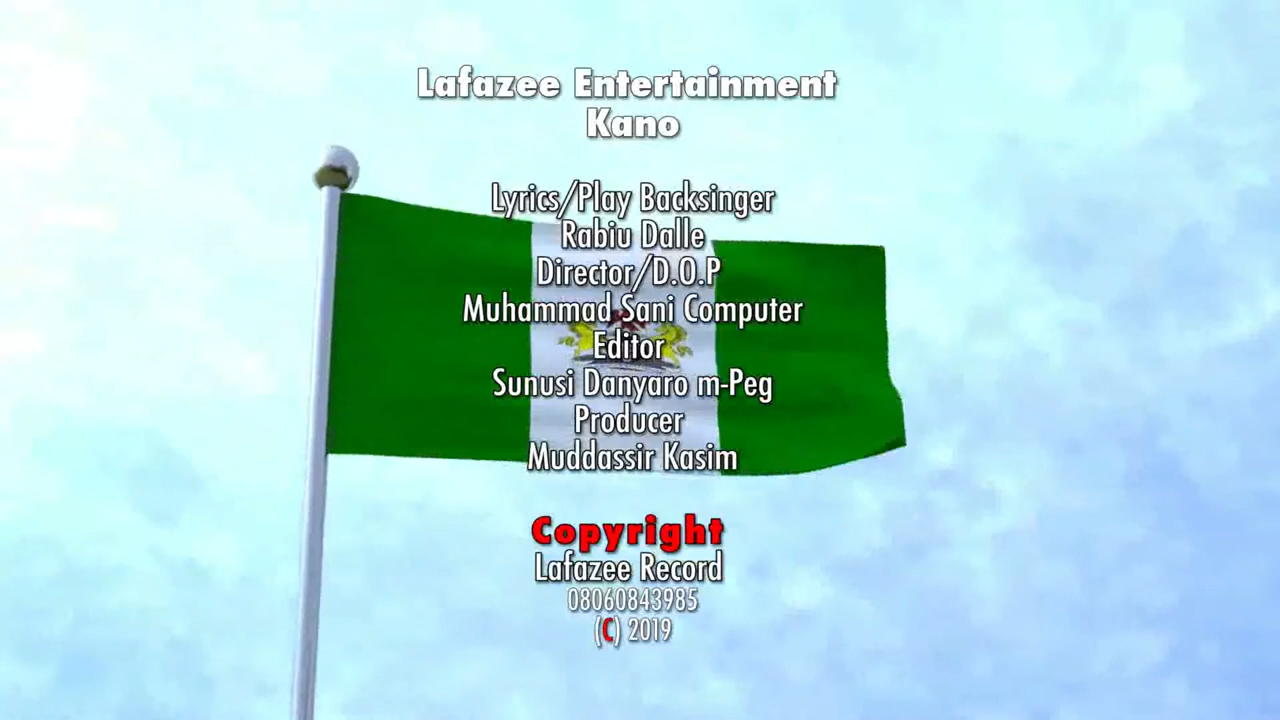 Lafazee Entertainment
Kano
Lyrics/Play Backsinger
Rabiu Dalle
Director/D.O.P
Muhammad Sani Computer
Editor
Sunusi Danyaro m-Peg
Producer
Muddassir Kasim
Copyright
Lafazee Record
08060843985
(C) 2019